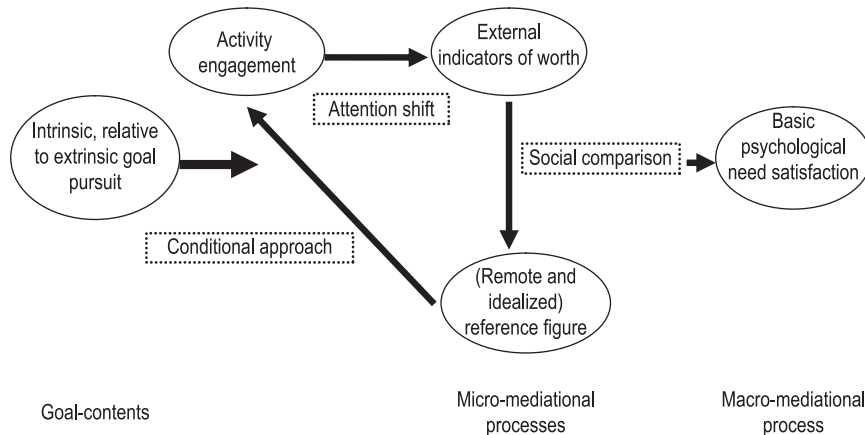 Activity
engagement
External
indicators of worth
Attention shift
Intrinsic, relative
to extrinsic goal
pursuit
Social comparison
Basic
psychological
need satisfaction
Conditional approach
(Remote and
idealized)
reference figure
Goal-contents
Micro-mediational
processes
Macro-mediational
process